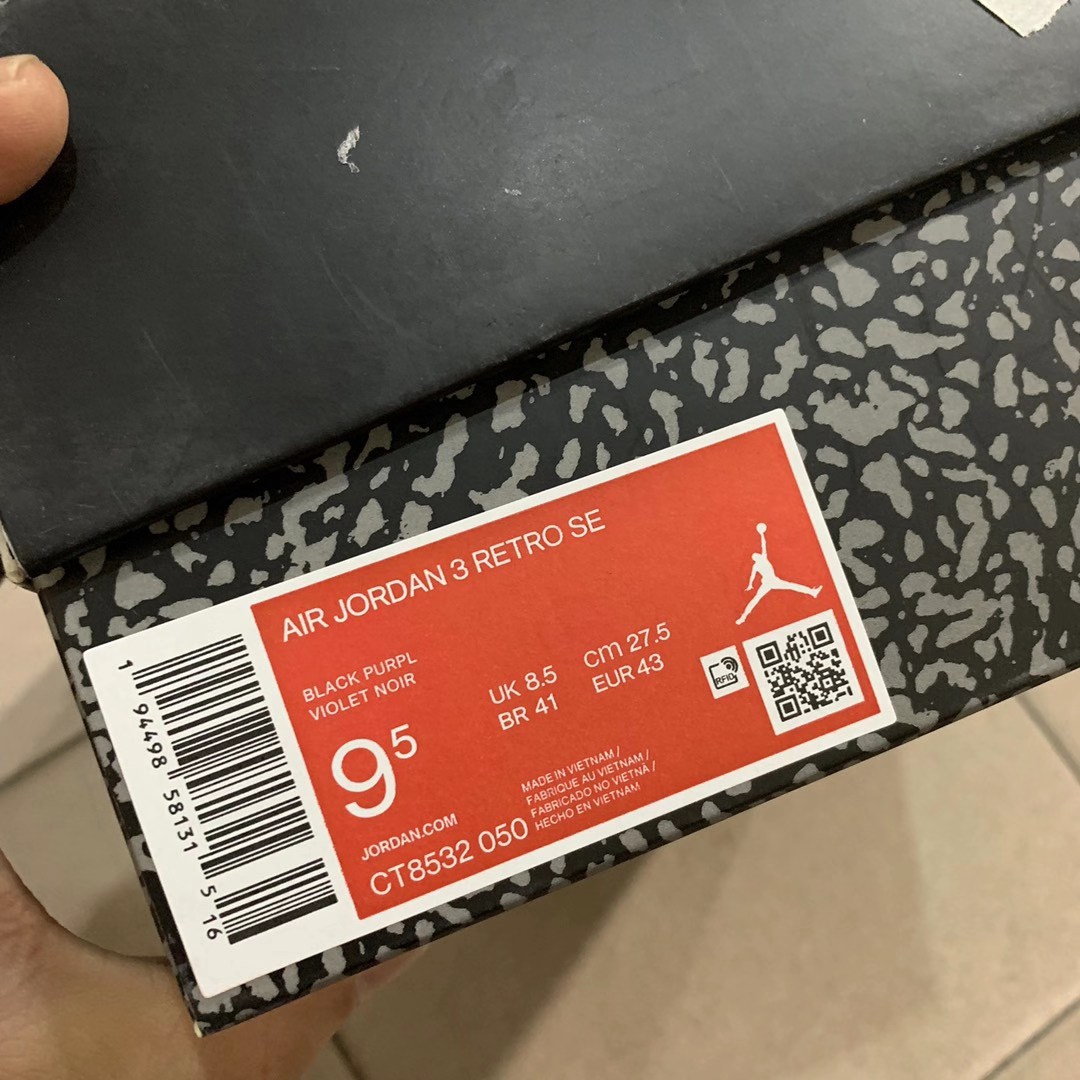 AIR JORDAN 3 RETRO SE
BLACK PURPL
VIOLET NOIR
UK 8.5
BR 41
cm 27.5
EUR 43
RFID
9⁵
JORDAN.COM
CT8532 050
MADE IN VIETNAM /
FABRIQUE AU VIETNAM /
FABRICADO NO VIETNÃ /
HECHO EN VIETNAM
1 94498 58131 5 16